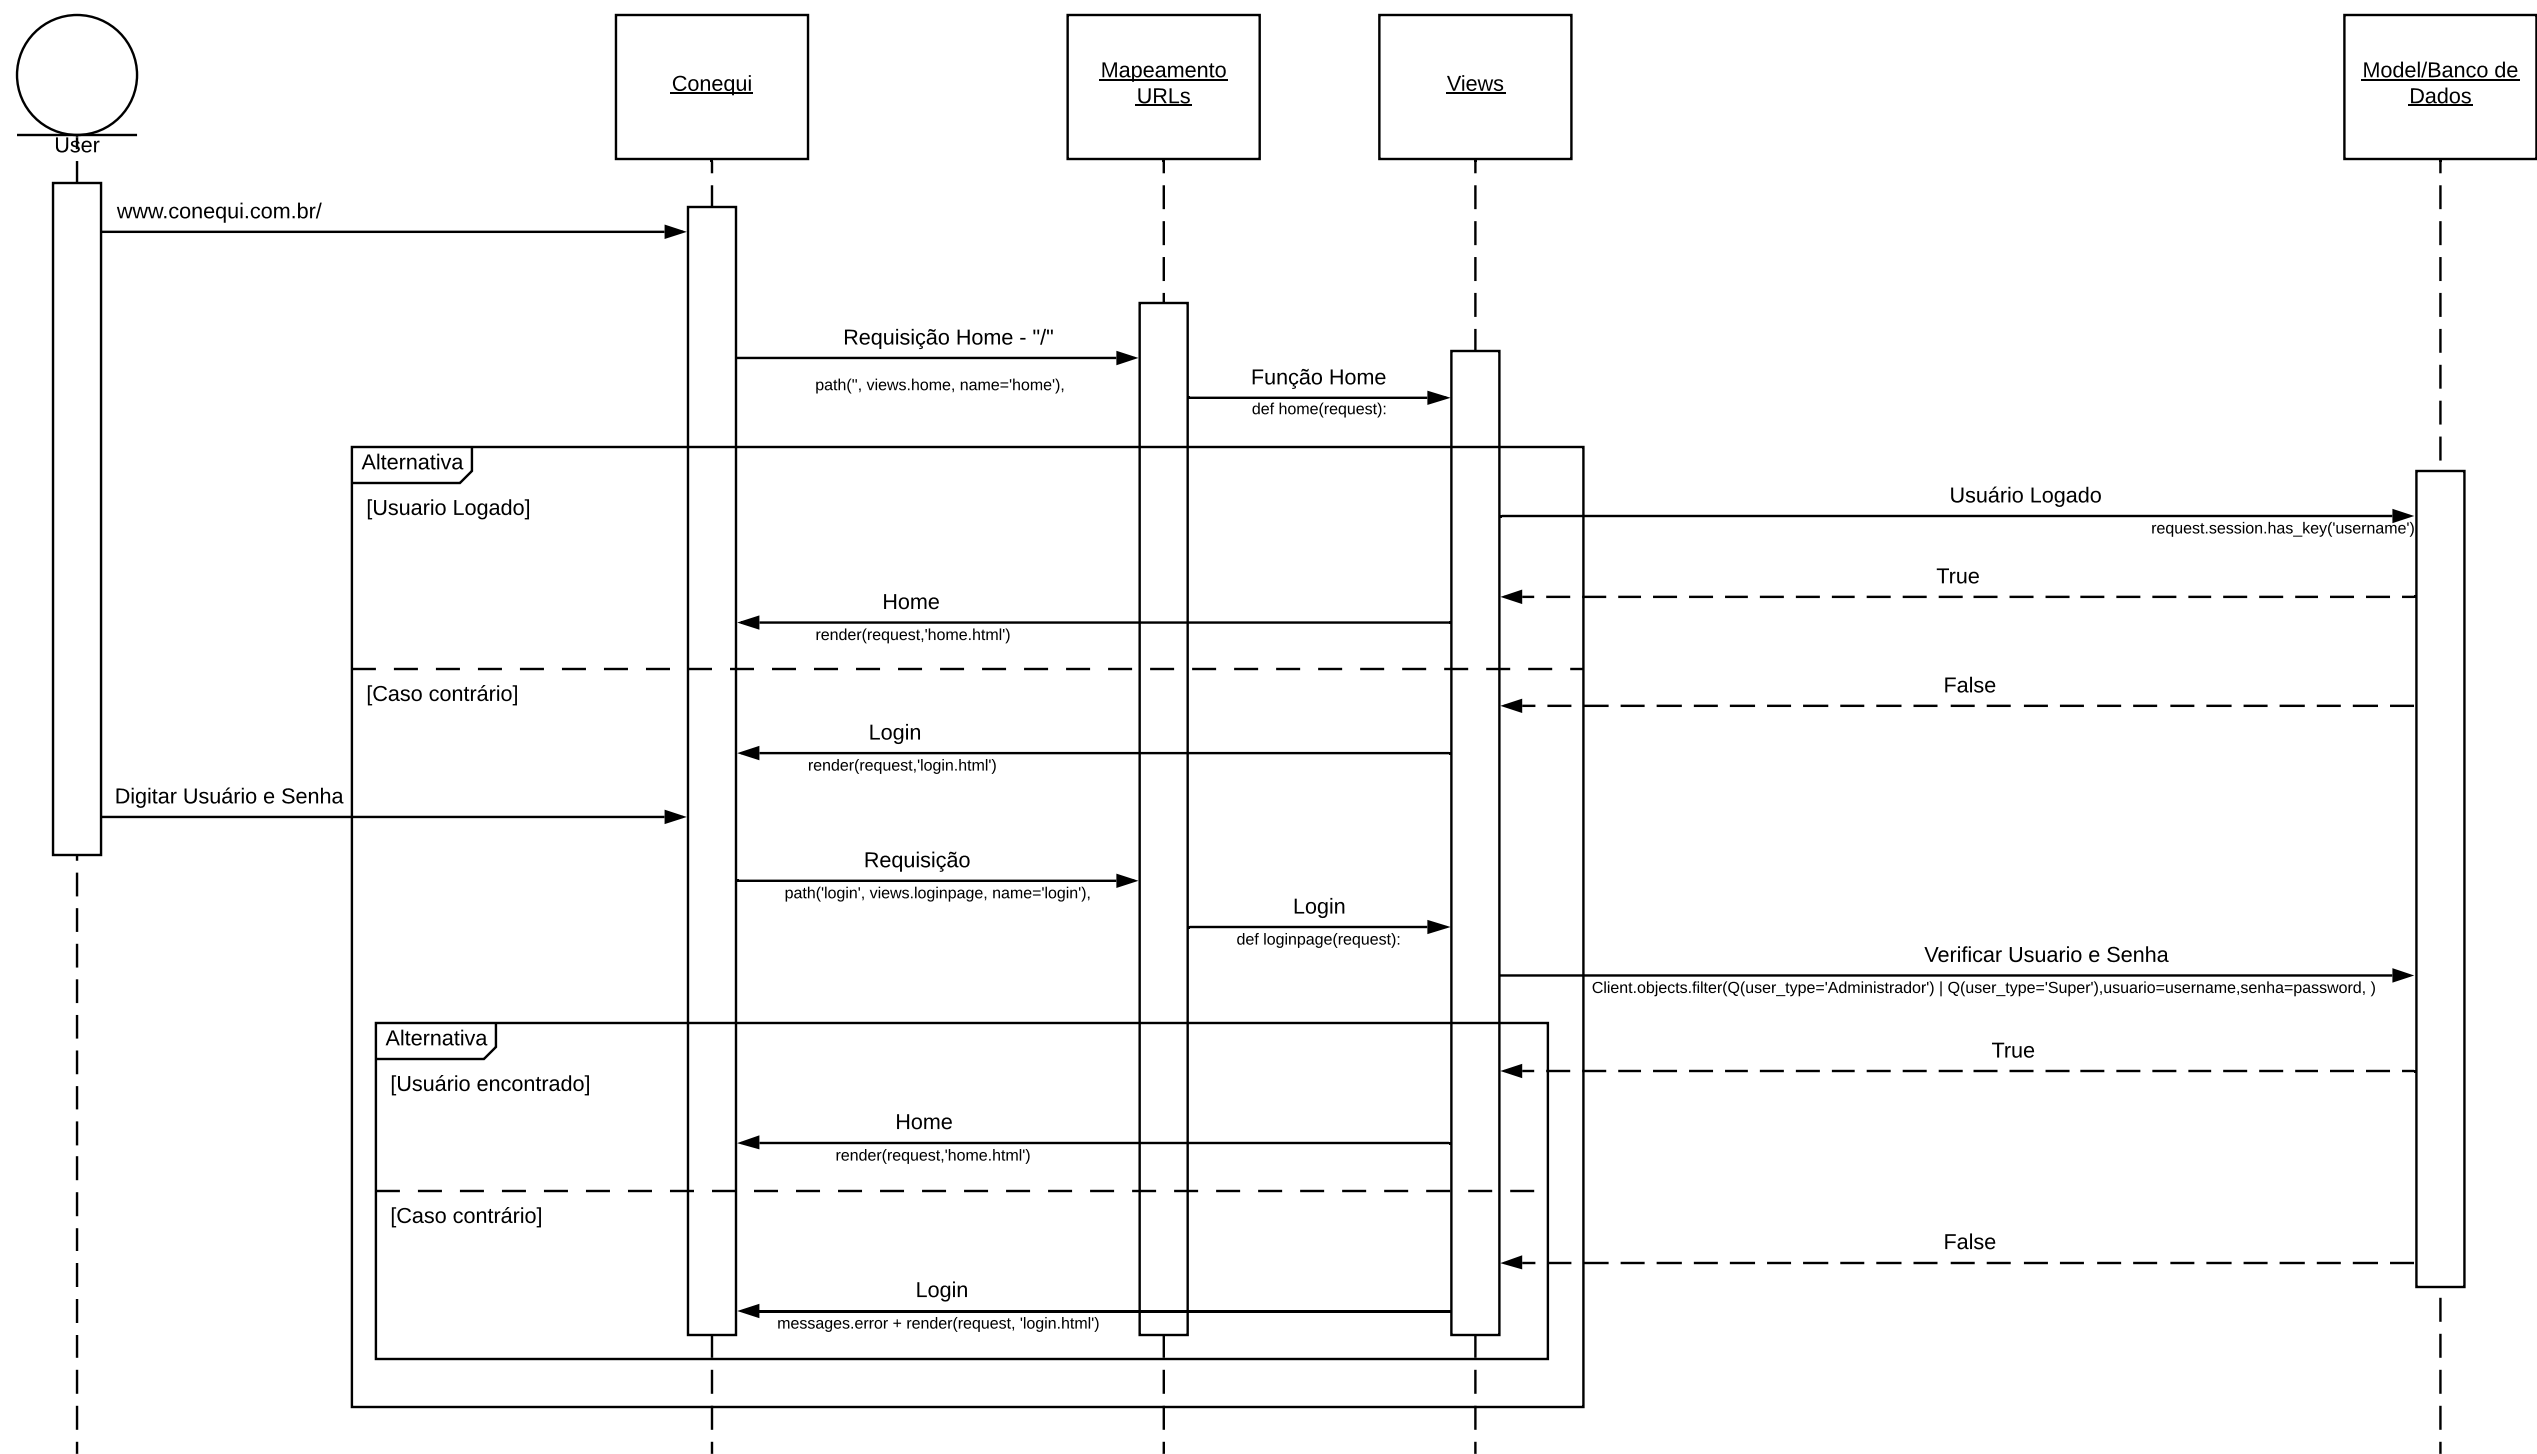 User
Conequi
Mapeamento
URLs
Views
Model/Banco de
Dados
www.conequi.com.br/
Requisição Home - "/"
path('', views.home, name='home'),
Função Home
def home(request):
Alternativa
[Usuario Logado]
Usuário Logado
request.session.has_key('username')
True
Home
render(request,'home.html')
[Caso contrário]
False
Login
render(request,'login.html')
Digitar Usuário e Senha
Requisição
path('login', views.loginpage, name='login'),
Login
def loginpage(request):
Verificar Usuario e Senha
Client.objects.filter(Q(user_type='Administrador') | Q(user_type='Super'),usuario=username,senha=password, )
Alternativa
[Usuário encontrado]
True
Home
render(request,'home.html')
[Caso contrário]
False
Login
messages.error + render(request, 'login.html')